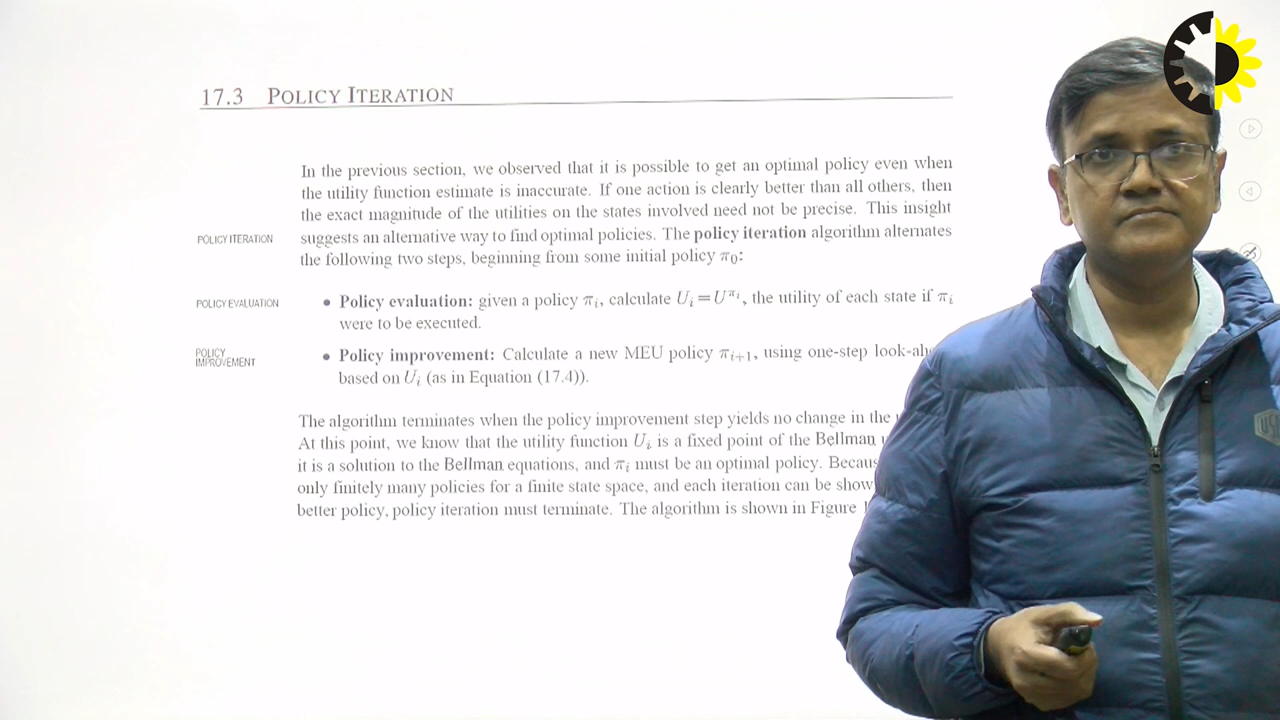 17.3 POLICY ITERATION
In the previous section, we observed that it is possible to get an optimal policy even when
the utility function estimate is inaccurate. If one action is clearly better than all others, then
the exact magnitude of the utilities on the states involved need not be precise. This insight
POLICY ITERATION suggests an alternative way to find optimal policies. The policy iteration algorithm alternates
the following two steps, beginning from some initial policy π₀:
POLICY EVALUATION • Policy evaluation: given a policy πᵢ, calculate Uᵢ = U^πᵢ, the utility of each state if πᵢ
were to be executed.
POLICY IMPROVEMENT • Policy improvement: Calculate a new MEU policy πᵢ₊₁, using one-step
based on Uᵢ (as in Equation (17.4)).
The algorithm terminates when the policy improvement step yields no change in the
At this point, we know that the utility function Uᵢ is a fixed point of the Bellman
it is a solution to the Bellman equations, and πᵢ must be an optimal policy.
only finitely many policies for a finite state space, and each iteration can be
better policy, policy iteration must terminate. The algorithm is shown in Figure